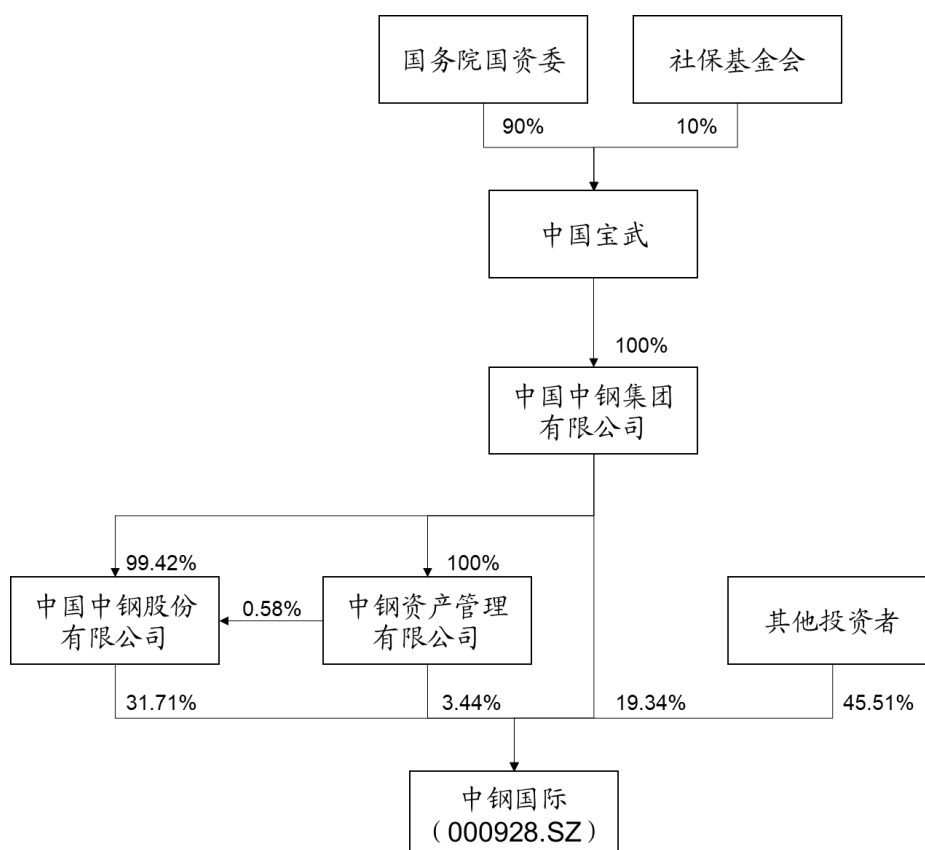 国务院国资委
社保基金会
90%
10%
中国宝武
100%
中国中钢集团
有限公司
99.42%
100%
中国中钢股份
有限公司
0.58%
中钢资产管理
有限公司
其他投资者
31.71%
3.44%
19.34%
45.51%
中钢国际
（000928.SZ）